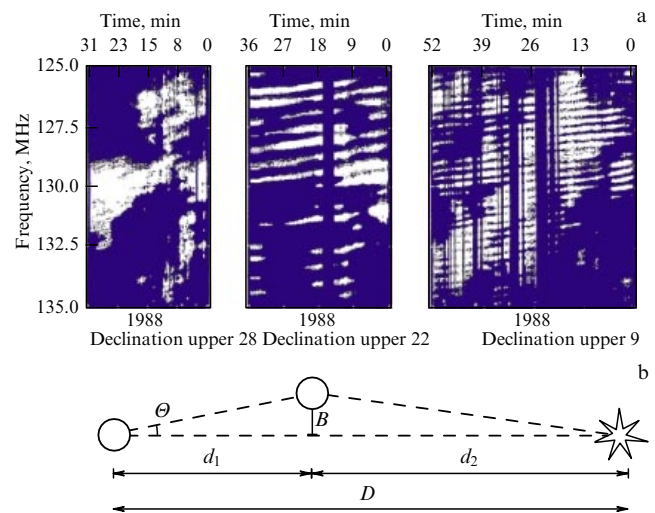 a
Time, min Time, min Time, min
31 23 15 8 0 36 27 18 9 0 52 39 26 13 0
125.0
127.5
130.0
132.5
135.0
Frequency, MHz
1988 1988 1988
Declination upper 28 Declination upper 22 Declination upper 9
b
Θ B
d₁ d₂
D